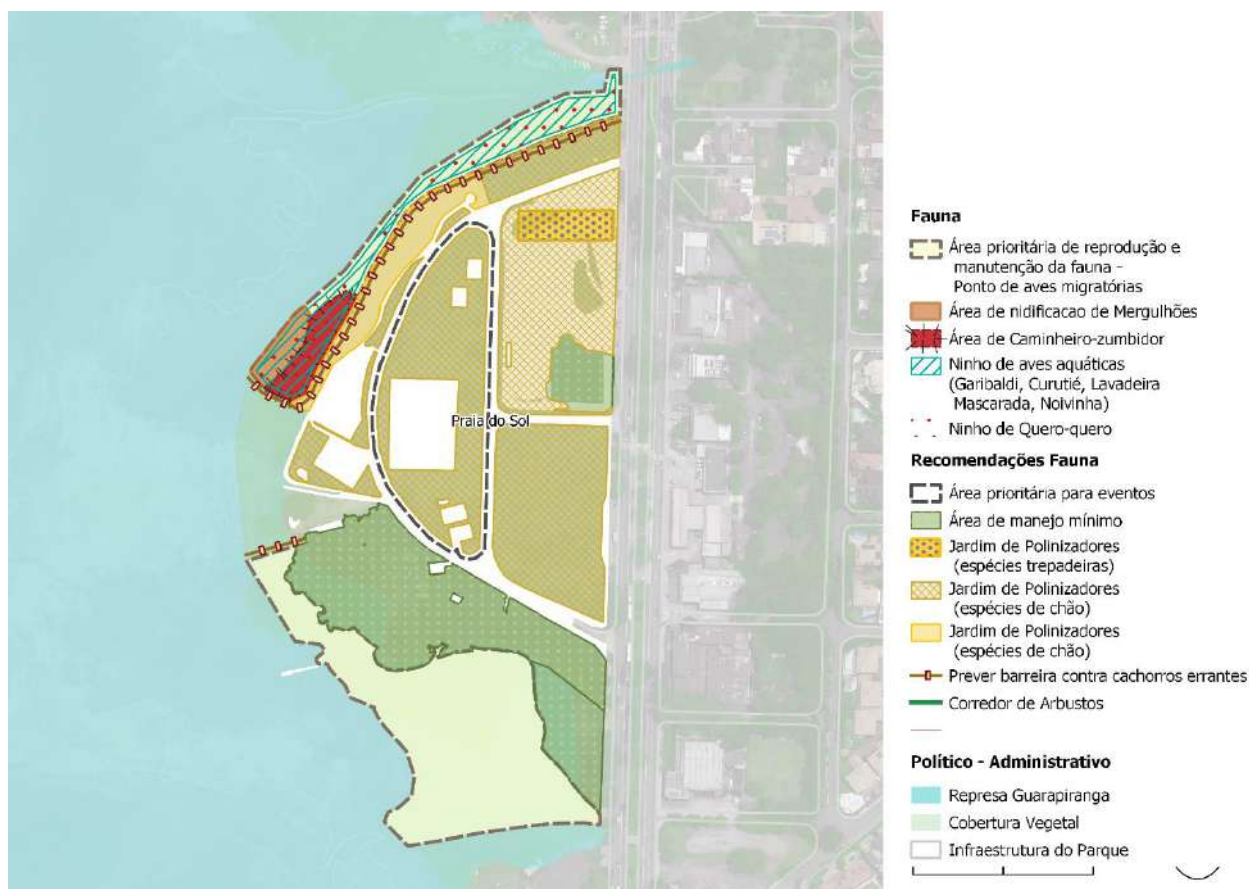 Praia do Sol
Fauna
Área prioritária de reprodução e
manutenção da fauna -
Ponto de aves migratórias
Área de nidificacao de Mergulhões
Área de Caminheiro-zumbidor
Ninho de aves aquáticas
(Garibaldi, Curutié, Lavadeira
Mascarada, Noivinha)
Ninho de Quero-quero
Recomendações Fauna
Área prioritária para eventos
Área de manejo mínimo
Jardim de Polinizadores
(espécies trepadeiras)
Jardim de Polinizadores
(espécies de chão)
Jardim de Polinizadores
(espécies de chão)
Prever barreira contra cachorros errantes
Corredor de Arbustos
Político - Administrativo
Represa Guarapiranga
Cobertura Vegetal
Infraestrutura do Parque